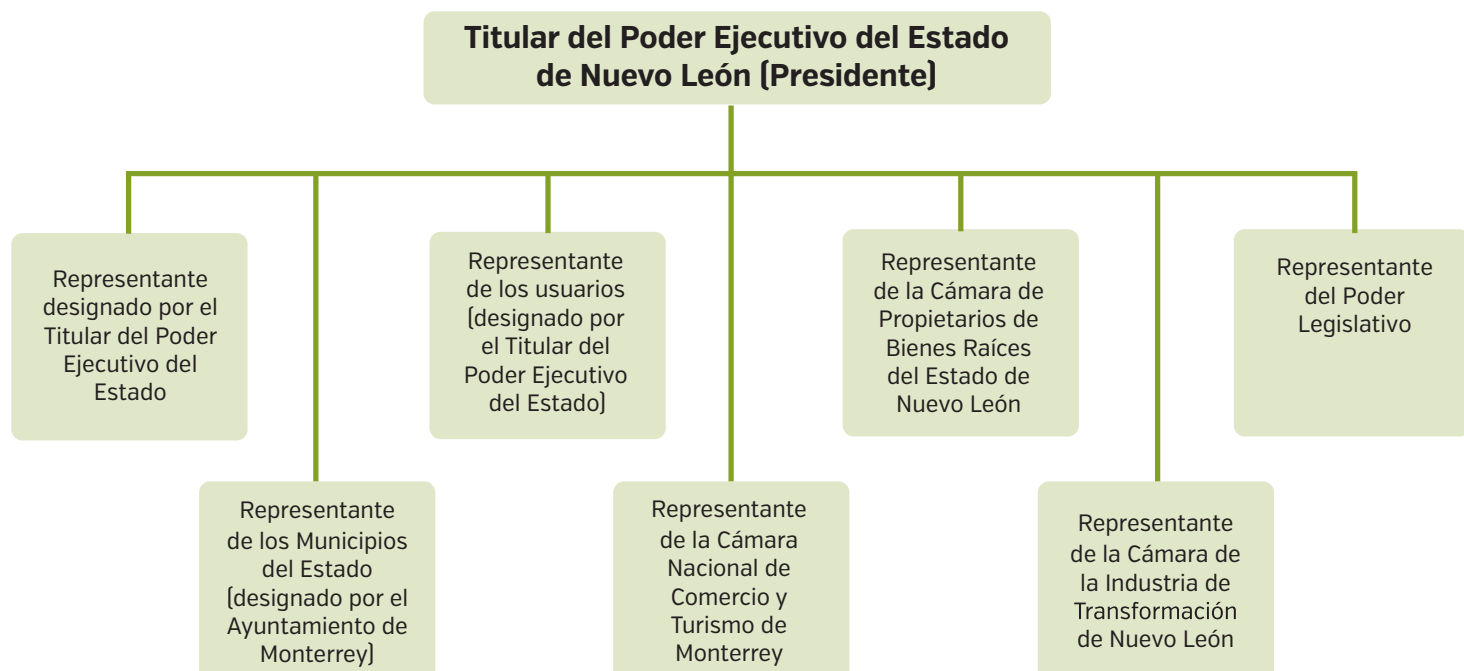 Titular del Poder Ejecutivo del Estado
de Nuevo León (Presidente)
Representante
designado por el
Titular del Poder
Ejecutivo del
Estado
Representante
de los usuarios
(designado por
el Titular del
Poder Ejecutivo
del Estado)
Representante
de la Cámara de
Propietarios de
Bienes Raíces
del Estado de
Nuevo León
Representante
del Poder
Legislativo
Representante
de los Municipios
del Estado
(designado por el
Ayuntamiento de
Monterrey)
Representante
de la Cámara
Nacional de
Comercio y
Turismo de
Monterrey
Representante
de la Cámara de
la Industria de
Transformación
de Nuevo León